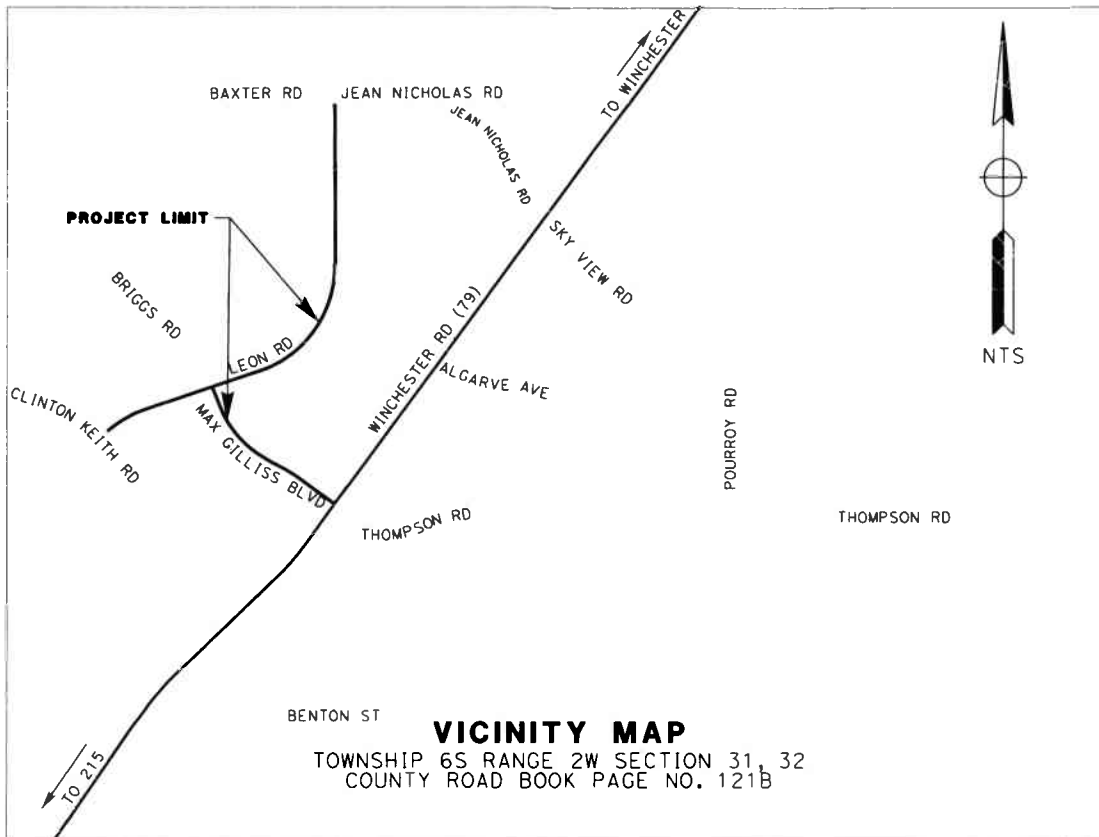 TO WINCHESTER
BAXTER RD
JEAN NICHOLAS RD
JEAN NICHOLAS RD
PROJECT LIMIT
SKY VIEW RD
BRIGGS RD
WINCHESTER RD (79)
LEON RD
NTS
ALGARVE AVE
CLINTON KEITH RD
MAX GILLISS BLVD
POURROY RD
THOMPSON RD
THOMPSON RD
BENTON ST
TO 215
VICINITY MAP
TOWNSHIP 6S RANGE 2W SECTION 31, 32
COUNTY ROAD BOOK PAGE NO. 121B